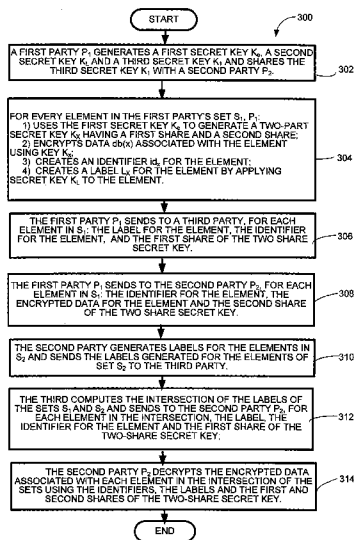 START
300
A FIRST PARTY P1 GENERATES A FIRST SECRET KEY Ke, A SECOND
SECRET KEY KL AND A THIRD SECRET KEY K1 AND SHARES THE
THIRD SECRET KEY K1 WITH A SECOND PARTY P2.
302
FOR EVERY ELEMENT IN THE FIRST PARTY'S SET S1, P1:
1) USES THE FIRST SECRET KEY Ke TO GENERATE A TWO-PART
SECRET KEY KX HAVING A FIRST SHARE AND A SECOND SHARE;
2) ENCRYPTS DATA db(x) ASSOCIATED WITH THE ELEMENT
USING KEY KX;
3) CREATES AN IDENTIFIER idx FOR THE ELEMENT;
4) CREATES A LABEL LX FOR THE ELEMENT BY APPLYING
SECRET KEY KL TO THE ELEMENT.
304
THE FIRST PARTY P1 SENDS TO A THIRD PARTY, FOR EACH
ELEMENT IN S1: THE LABEL FOR THE ELEMENT, THE IDENTIFIER
FOR THE ELEMENT, AND THE FIRST SHARE OF THE TWO SHARE
SECRET KEY.
306
THE FIRST PARTY P1 SENDS TO THE SECOND PARTY P2, FOR EACH
ELEMENT IN S1: THE IDENTIFIER FOR THE ELEMENT, THE
ENCRYPTED DATA FOR THE ELEMENT AND THE SECOND SHARE
OF THE TWO SHARE SECRET KEY.
308
THE SECOND PARTY GENERATES LABELS FOR THE ELEMENTS IN
S2 AND SENDS THE LABELS GENERATED FOR THE ELEMENTS OF
SET S2 TO THE THIRD PARTY.
310
THE THIRD COMPUTES THE INTERSECTION OF THE LABELS OF
THE SETS S1 AND S2 AND SENDS TO THE SECOND PARTY P2, FOR
EACH ELEMENT IN THE INTERSECTION, THE LABEL, THE
IDENTIFIER FOR THE ELEMENT AND THE FIRST SHARE OF THE
TWO-SHARE SECRET KEY;
312
THE SECOND PARTY P2 DECRYPTS THE ENCRYPTED DATA
ASSOCIATED WITH EACH ELEMENT IN THE INTERSECTION OF THE
SETS USING THE IDENTIFIERS, THE LABELS AND THE FIRST AND
SECOND SHARES OF THE TWO-SHARE SECRET KEY.
314
END